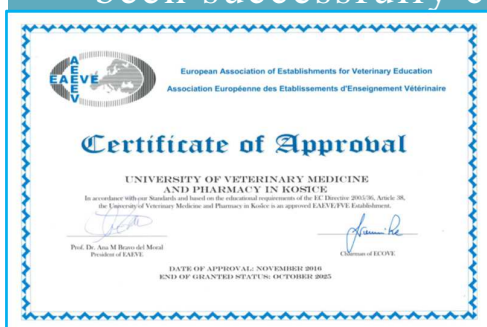 been successfully
EAEVE
AEEEV
European Association of Establishments for Veterinary Education
Association Européenne des Etablissements d'Enseignement Vétérinaire
Certificate of Approval
UNIVERSITY OF VETERINARY MEDICINE
AND PHARMACY IN KOSICE
In accordance with our Standards and based on the educational requirements of the EC Directive 2005/36, Article 38,
the University of Veterinary Medicine and Pharmacy in Košice is an approved EAEVE/FVE Establishment.
Prof. Dr. Ana M Bravo del Moral
President of EAEVE
Chairman of ECOVE
DATE OF APPROVAL: NOVEMBER 2016
END OF GRANTED STATUS: OCTOBER 2025